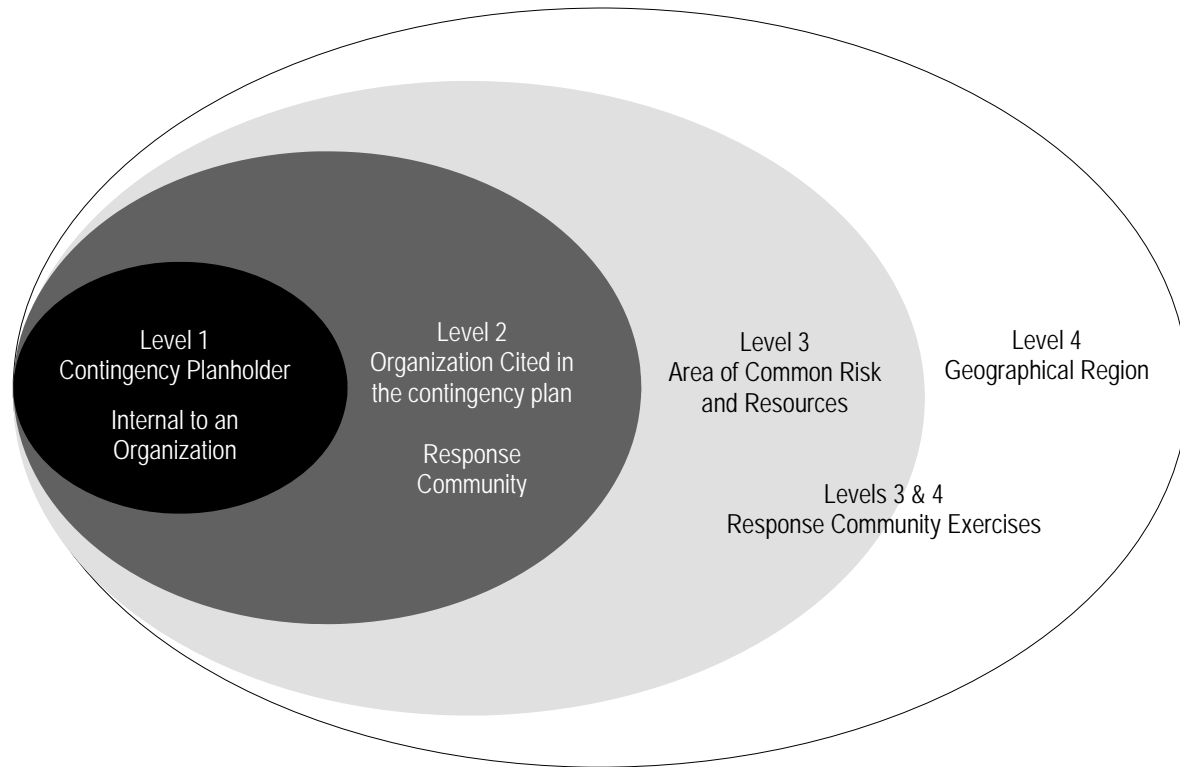 Level 1
Contingency Planholder
Internal to an
Organization
Level 2
Organization Cited in
the contingency plan
Response
Community
Level 3
Area of Common Risk
and Resources
Level 4
Geographical Region
Levels 3 & 4
Response Community Exercises